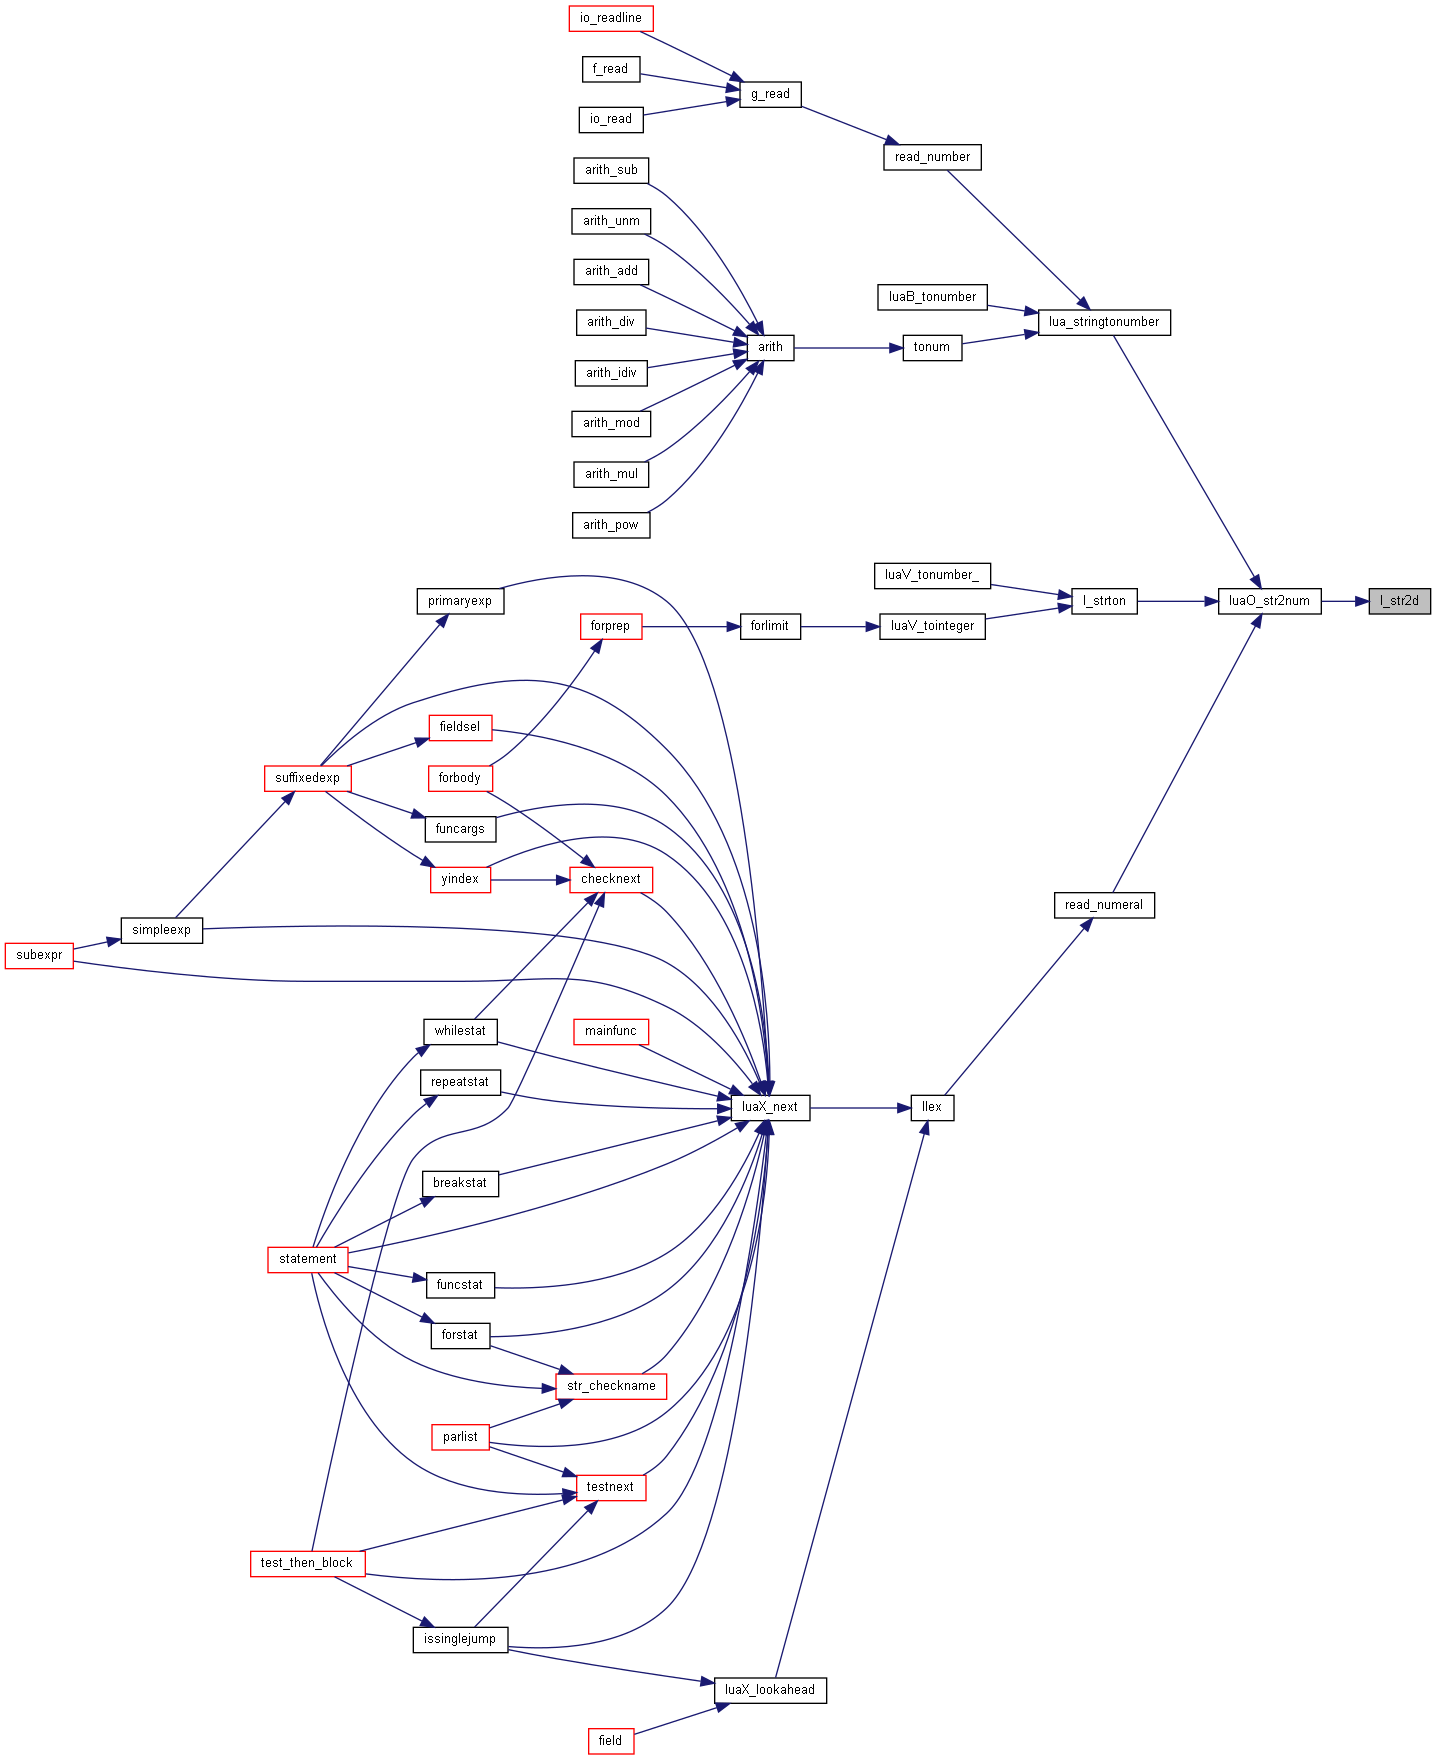 io_readline
f_read
g_read
io_read
read_number
arith_sub
arith_unm
arith_add
luaB_tonumber
arith_div
lua_stringtonumber
arith
tonum
arith_idiv
arith_mod
arith_mul
arith_pow
luaV_tonumber_
primaryexp
l_strton
luaO_str2num
l_str2d
forprep
forlimit
luaV_tointeger
fieldsel
suffixedexp
forbody
funcargs
yindex
checknext
read_numeral
simpleexp
subexpr
whilestat
mainfunc
repeatstat
luaX_next
llex
breakstat
statement
funcstat
forstat
str_checkname
parlist
testnext
test_then_block
issinglejump
luaX_lookahead
field